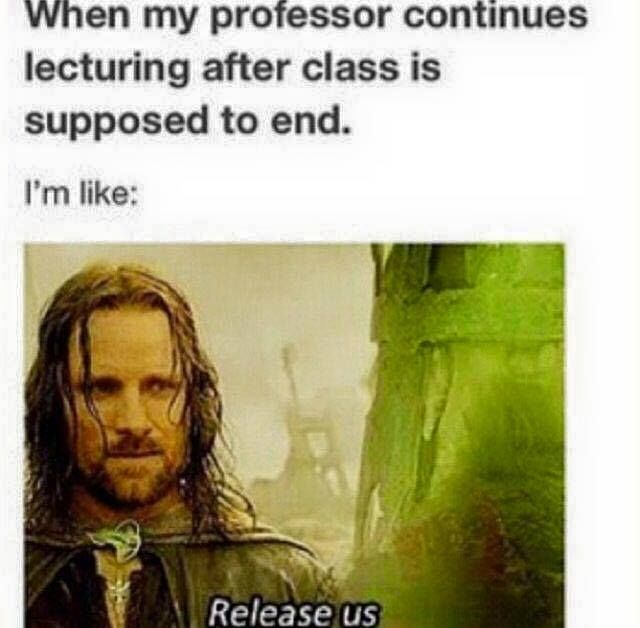 When my professor continues
lecturing after class is
supposed to end.
I'm like:
Release us